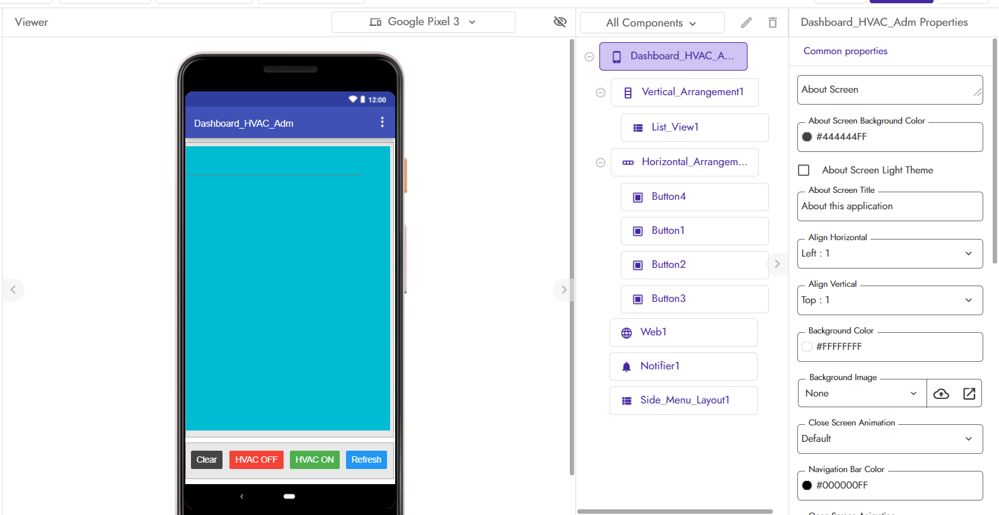 Viewer
Google Pixel 3
All Components
Dashboard_HVAC_Adm Properties
12:00
Dashboard_HVAC_Adm
Clear
HVAC OFF
HVAC ON
Refresh
Dashboard_HVAC_A...
Vertical_Arrangement1
List_View1
Horizontal_Arrangem...
Button4
Button1
Button2
Button3
Web1
Notifier1
Side_Menu_Layout1
Common properties
About Screen
About Screen Background Color
#444444FF
About Screen Light Theme
About Screen Title
About this application
Align Horizontal
Left : 1
Align Vertical
Top : 1
Background Color
#FFFFFFFF
Background Image
None
Close Screen Animation
Default
Navigation Bar Color
#000000FF